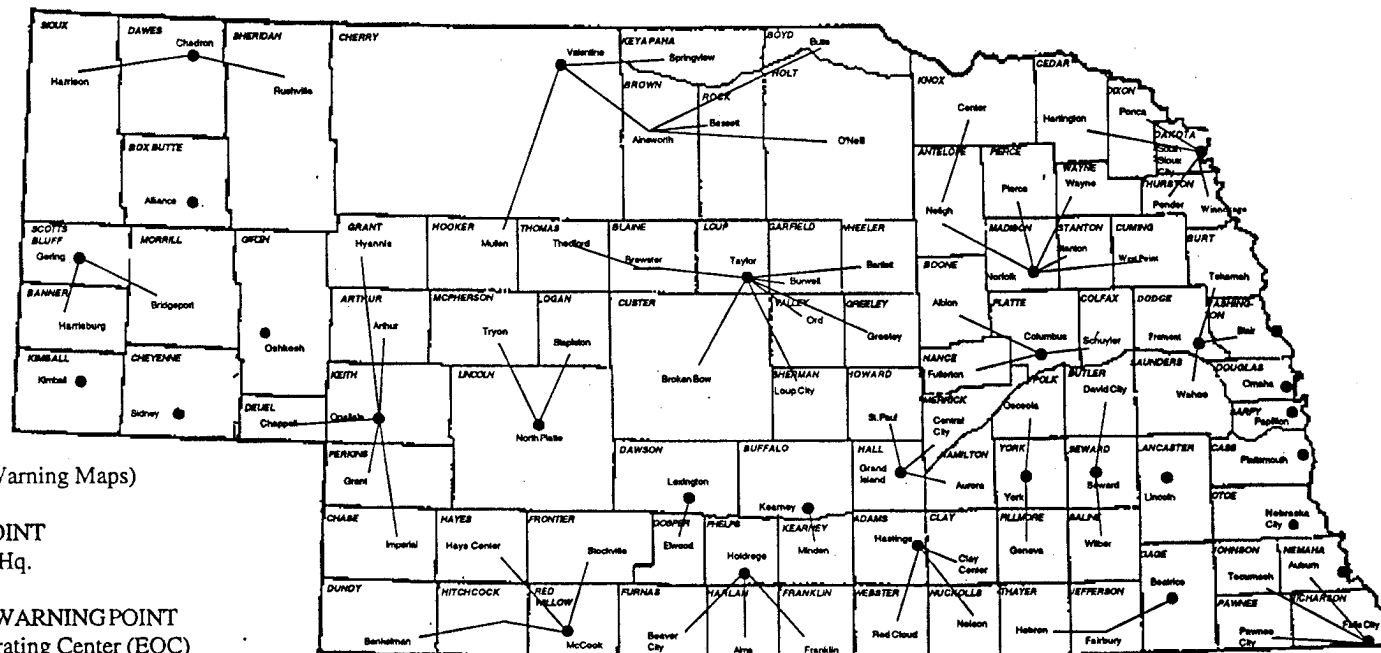 SIOUX
DAWES
Chadron
SHERIDAH
CHERRY
Harrison
Rushville
Valentine
KEYA PAHA
Springview
BOYD
Butte
HOLT
BROWN
ROCK
Bassett
Ainsworth
O'Neill
KNOX
Center
CEDAR
Hartington
DIXON
Ponca
DAKOTA
South
Sioux
City
BOX BUTTE
Alliance
ANTELOPE
Neligh
PIERCE
Pierce
WAYNE
Wayne
THURSTON
Pender
Winnebago
SCOTTS
BLUFF
Gering
MORRILL
Bridgeport
GRANT
Hyannis
HOOKER
Mullen
THOMAS
Thedford
BLAINE
Brewster
LOUP
Taylor
GARFIELD
Burwell
WHEELER
Bartlett
BOONE
Albion
MADISON
Norfolk
STANTON
Stanton
CUMING
West Point
BURT
Tekamah
BANNER
Harrisburg
Oshkosh
ARTHUR
Arthur
MCPHERSON
Tryon
LOGAN
Stapleton
CUSTER
Broken Bow
VALLEY
Ord
GREELEY
Greeley
PLATTE
Columbus
COLFAX
Schuyler
DODGE
Fremont
WASHING-
TON
Blair
KIMBALL
Kimball
CHEYENNE
Sidney
DEUEL
Chappell
KEITH
Ogallala
LINCOLN
North Platte
SHERMAN
Loup City
HOWARD
St. Paul
NANCE
Fullerton
MERRICK
Central
City
POLK
Osceola
BUTLER
David City
SAUNDERS
Wahoo
DOUGLAS
Omaha
SARPY
Papillion
PERKINS
Grant
DAWSON
Lexington
BUFFALO
Kearney
HALL
Grand
Island
HAMILTON
Aurora
YORK
York
SEWARD
Seward
LANCASTER
Lincoln
CASS
Plattsmouth
OTOE
Nebraska
City
CHASE
Imperial
HAYES
Hays Center
FRONTIER
Stockville
GOSPER
Elwood
PHELPS
Holdrege
KEARNEY
Minden
ADAMS
Hastings
CLAY
Clay
Center
FILLMORE
Geneva
SALINE
Wilber
GAGE
Beatrice
JOHNSON
Tecumseh
NEMAHA
Auburn
DUNDY
Benkelman
HITCHCOCK
RED
WILLOW
McCook
FURNAS
Beaver
City
HARLAN
Alma
FRANKLIN
Franklin
WEBSTER
Red Cloud
NUCKOLLS
Nelson
THAYER
Hebron
JEFFERSON
Fairbury
PAWNEE
Pawnee
City
RICHARSON
Falls City
Warning Maps)
OINT
Hq.
WARNING POINT
rating Center (EOC)